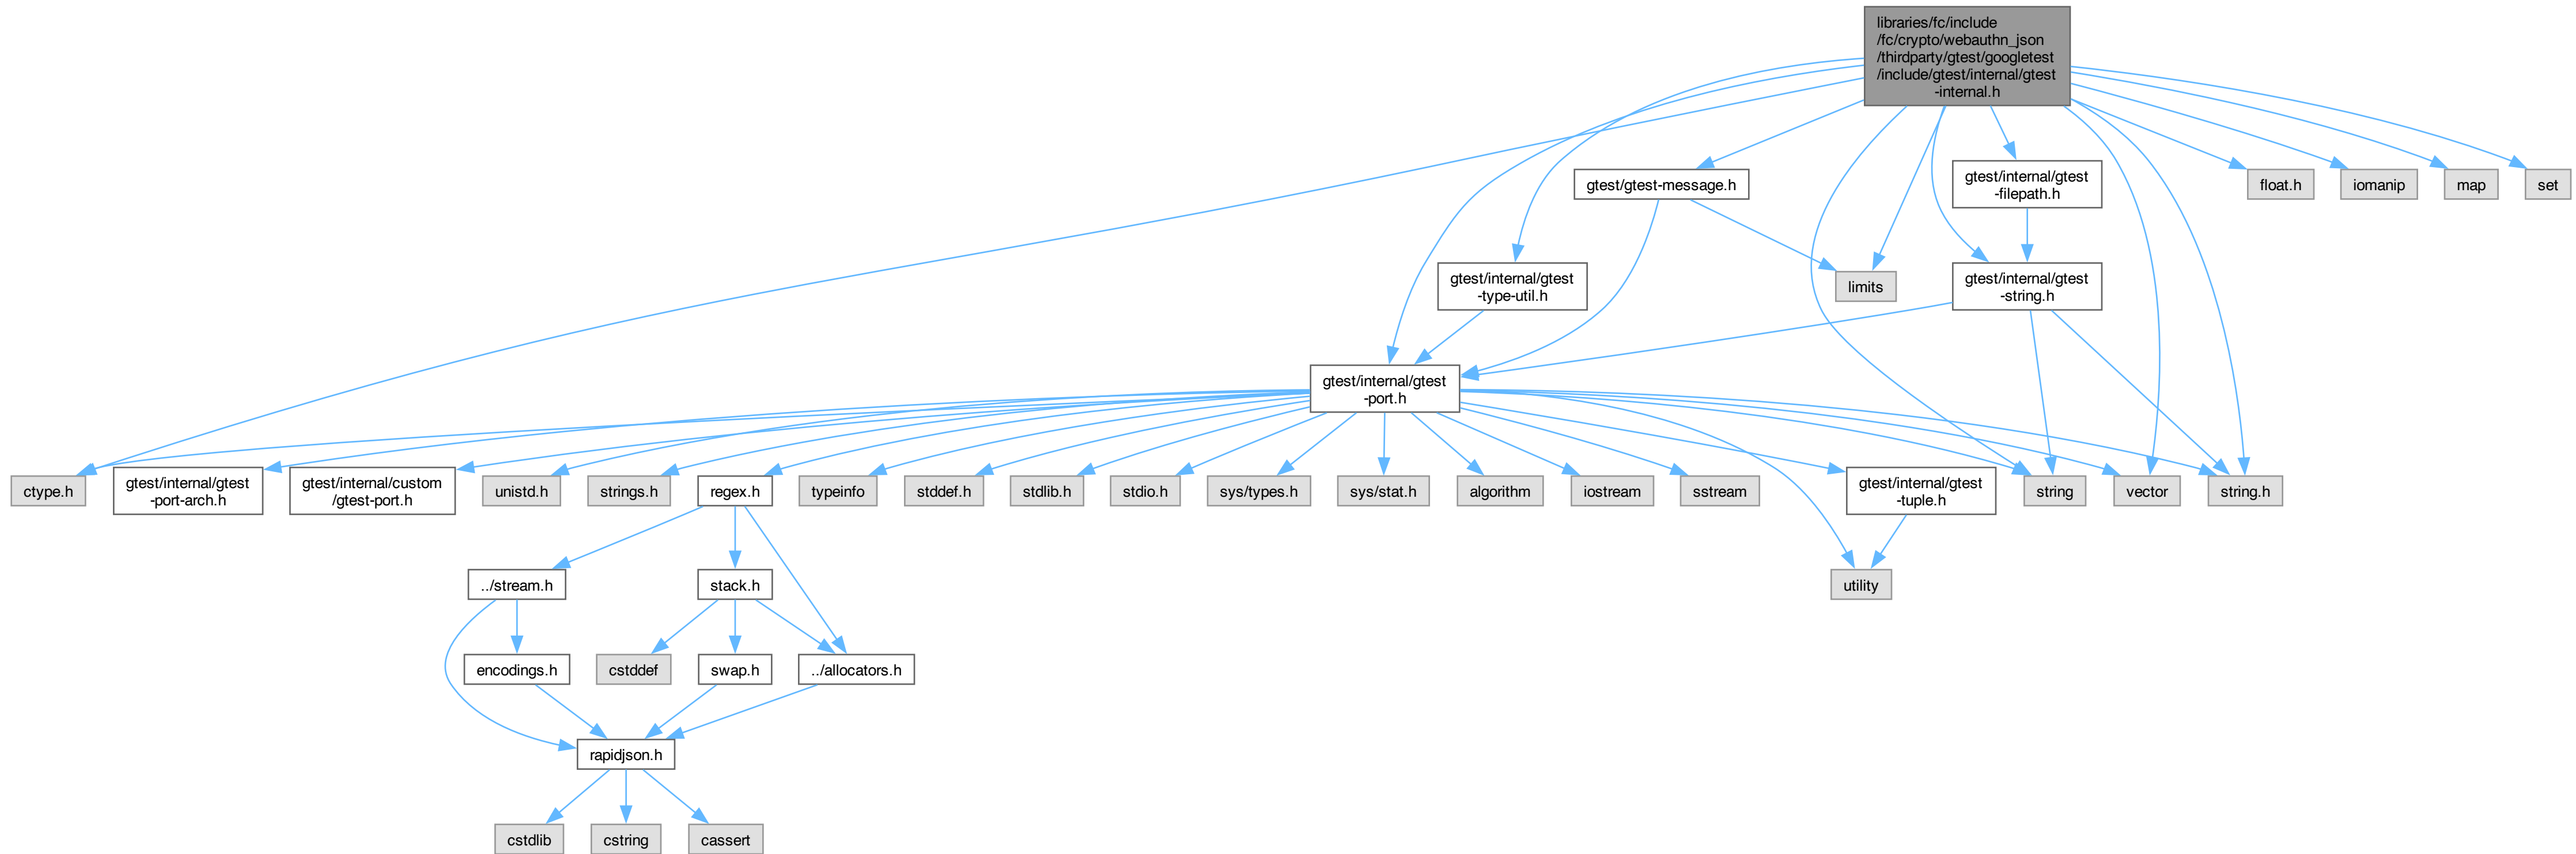 libraries/fc/include
/fc/crypto/webauthn_json
/thirdparty/gtest/googletest
/include/gtest/internal/gtest
-internal.h
gtest/gtest-message.h
gtest/internal/gtest
-filepath.h
float.h
iomanip
map
set
gtest/internal/gtest
-type-util.h
limits
gtest/internal/gtest
-string.h
gtest/internal/gtest
-port.h
ctype.h
gtest/internal/gtest
-port-arch.h
gtest/internal/custom
/gtest-port.h
unistd.h
strings.h
regex.h
typeinfo
stddef.h
stdlib.h
stdio.h
sys/types.h
sys/stat.h
algorithm
iostream
sstream
gtest/internal/gtest
-tuple.h
string
vector
string.h
../stream.h
stack.h
utility
encodings.h
cstddef
swap.h
../allocators.h
rapidjson.h
cstdlib
cstring
cassert